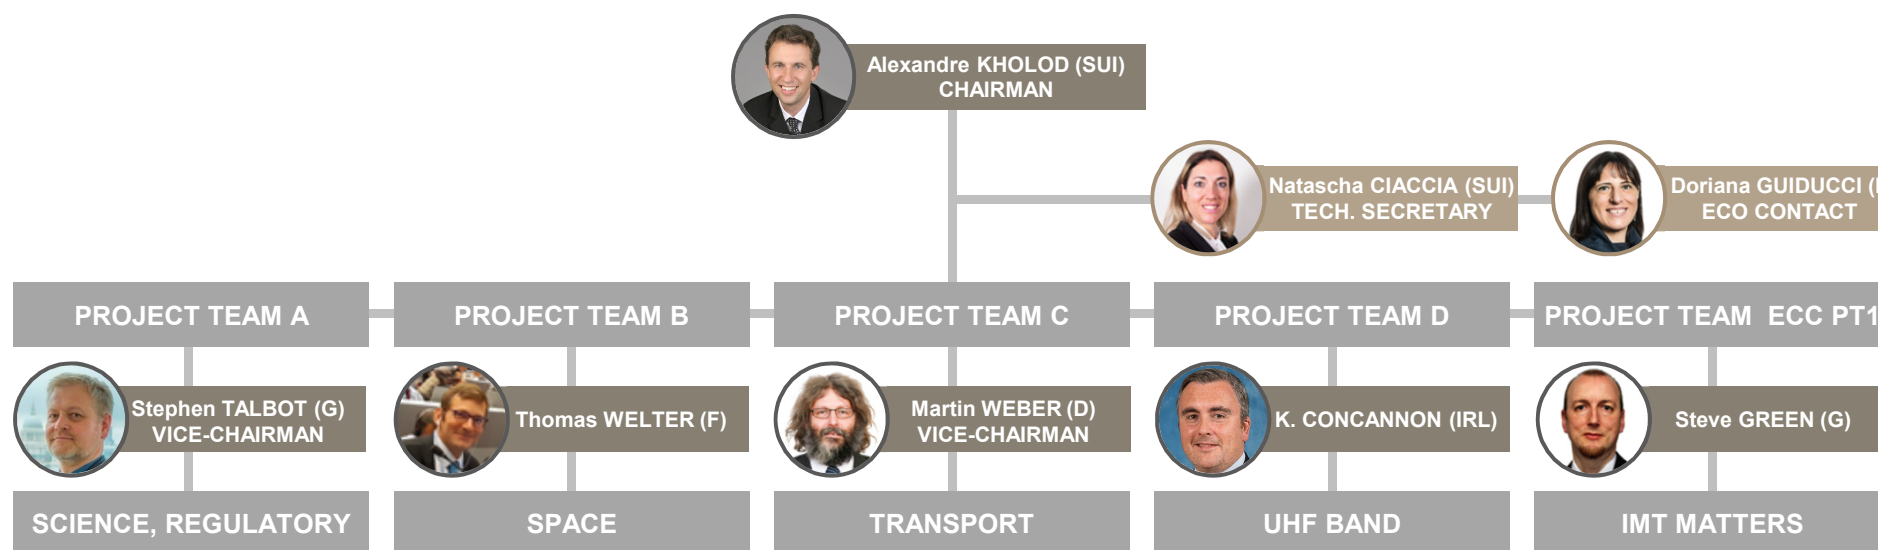 Alexandre KHOLOD (SUI)
CHAIRMAN
Natascha CIACCIA (SUI)
TECH. SECRETARY
Doriana GUIDUCCI
ECO CONTACT
PROJECT TEAM A
PROJECT TEAM B
PROJECT TEAM C
PROJECT TEAM D
PROJECT TEAM ECC PT1
Stephen TALBOT (G)
VICE-CHAIRMAN
Thomas WELTER (F)
Martin WEBER (D)
VICE-CHAIRMAN
K. CONCANNON (IRL)
Steve GREEN (G)
SCIENCE, REGULATORY
SPACE
TRANSPORT
UHF BAND
IMT MATTERS